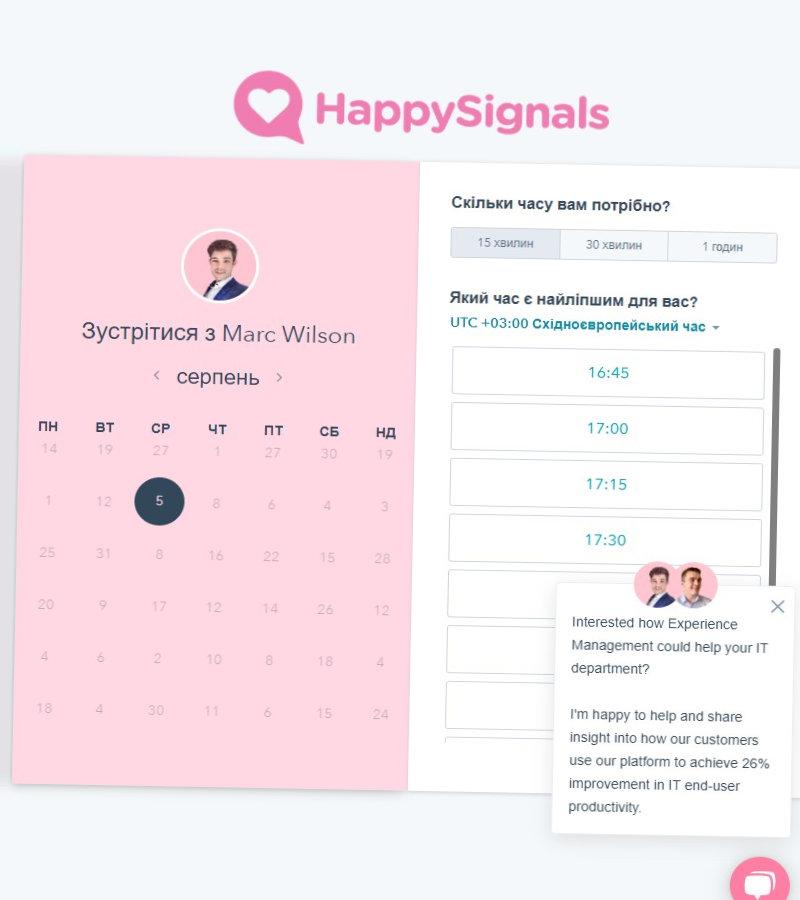 HappySignals
Зустрітися з Marc Wilson
серпень
ПН ВТ СР ЧТ ПТ СБ НД
14 19 27 1 27 30 19
1 12 5 8 6 4 3
25 31 8 16 22 15 28
20 9 17 12 14 26 12
4 6 2 10 8 18 4
18 4 30 11 6 15 24
Скільки часу вам потрібно?
15 хвилин 30 хвилин 1 годин
Який час є найліпшим для вас?
UTC +03:00 Східноєвропейський час
16:45
17:00
17:15
17:30
Interested how Experience
Management could help your IT
department?
I'm happy to help and share
insight into how our customers
use our platform to achieve 26%
improvement in IT end-user
productivity.